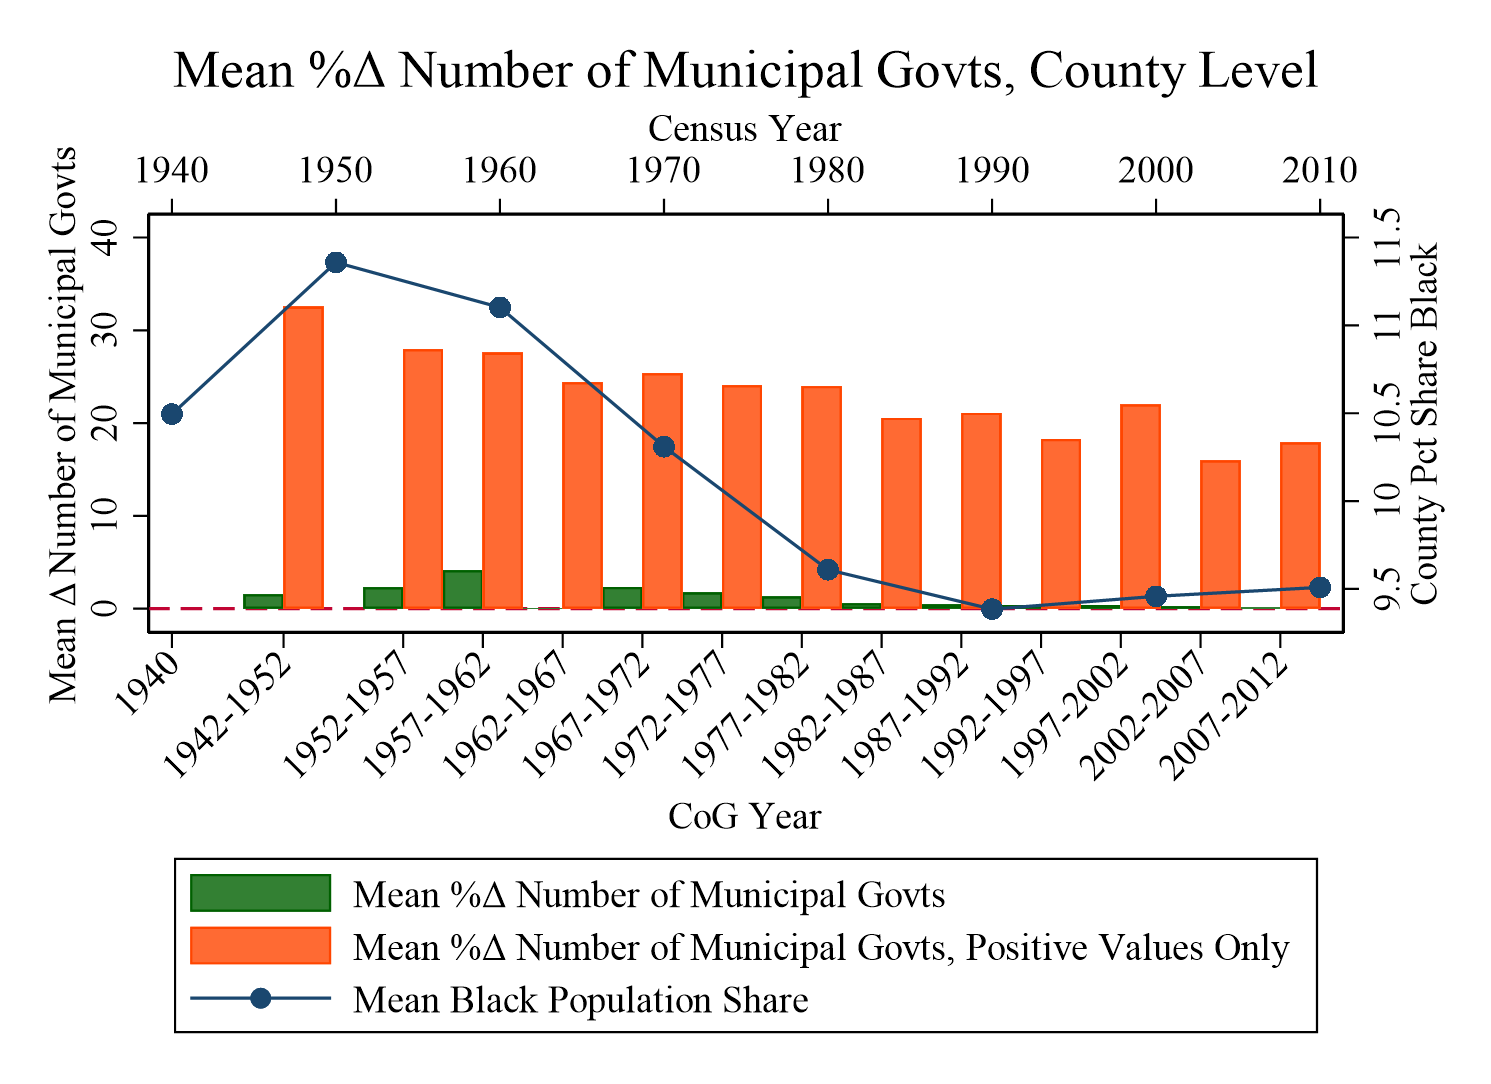 Mean %Δ Number of Municipal Govts, County Level
Census Year
1940 1950 1960 1970 1980 1990 2000 2010
Mean Δ Number of Municipal Govts
40
30
20
10
0
11.5
11
10.5
10
9.5
County Pct Share Black
1940 1942-1952 1952-1957 1957-1962 1962-1967 1967-1972 1972-1977 1977-1982 1982-1987 1987-1992 1992-1997 1997-2002 2002-2007 2007-2012
CoG Year
Mean %Δ Number of Municipal Govts
Mean %Δ Number of Municipal Govts, Positive Values Only
Mean Black Population Share